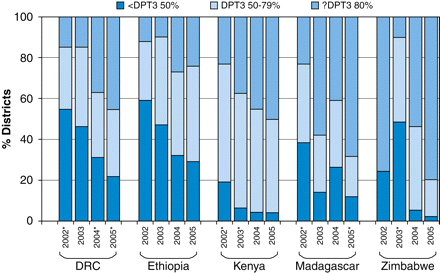 <DPT3 50% DPT3 50-79% ?DPT3 80%
100
80
60
40
20
0
% Districts
2002* 2003 2004* 2005* 2002 2003 2004 2005 2002 2003* 2004 2005 2002* 2003 2004 2005* 2002 2003* 2004 2005
DRC Ethiopia Kenya Madagascar Zimbabwe